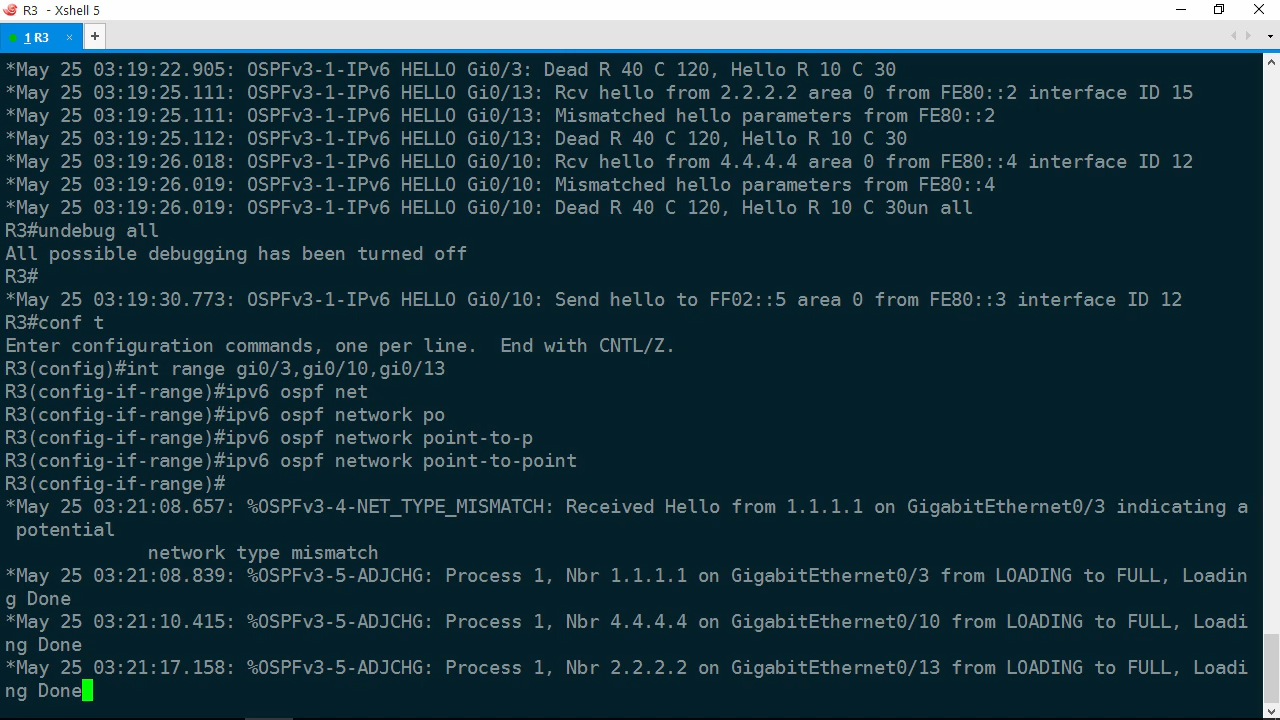 R3 - Xshell 5
1 R3
+
*May 25 03:19:22.905: OSPFv3-1-IPv6 HELLO Gi0/3: Dead R 40 C 120, Hello R 10 C 30
*May 25 03:19:25.111: OSPFv3-1-IPv6 HELLO Gi0/13: Rcv hello from 2.2.2.2 area 0 from FE80::2 interface ID 15
*May 25 03:19:25.111: OSPFv3-1-IPv6 HELLO Gi0/13: Mismatched hello parameters from FE80::2
*May 25 03:19:25.112: OSPFv3-1-IPv6 HELLO Gi0/13: Dead R 40 C 120, Hello R 10 C 30
*May 25 03:19:26.018: OSPFv3-1-IPv6 HELLO Gi0/10: Rcv hello from 4.4.4.4 area 0 from FE80::4 interface ID 12
*May 25 03:19:26.019: OSPFv3-1-IPv6 HELLO Gi0/10: Mismatched hello parameters from FE80::4
*May 25 03:19:26.019: OSPFv3-1-IPv6 HELLO Gi0/10: Dead R 40 C 120, Hello R 10 C 30un all
R3#undebug all
All possible debugging has been turned off
R3#
*May 25 03:19:30.773: OSPFv3-1-IPv6 HELLO Gi0/10: Send hello to FF02::5 area 0 from FE80::3 interface ID 12
R3#conf t
Enter configuration commands, one per line.  End with CNTL/Z.
R3(config)#int range gi0/3,gi0/10,gi0/13
R3(config-if-range)#ipv6 ospf net
R3(config-if-range)#ipv6 ospf network po
R3(config-if-range)#ipv6 ospf network point-to-p
R3(config-if-range)#ipv6 ospf network point-to-point
R3(config-if-range)#
*May 25 03:21:08.657: %OSPFv3-4-NET_TYPE_MISMATCH: Received Hello from 1.1.1.1 on GigabitEthernet0/3 indicating a
potential
network type mismatch
*May 25 03:21:08.839: %OSPFv3-5-ADJCHG: Process 1, Nbr 1.1.1.1 on GigabitEthernet0/3 from LOADING to FULL, Loadin
g Done
*May 25 03:21:10.415: %OSPFv3-5-ADJCHG: Process 1, Nbr 4.4.4.4 on GigabitEthernet0/10 from LOADING to FULL, Loadi
ng Done
*May 25 03:21:17.158: %OSPFv3-5-ADJCHG: Process 1, Nbr 2.2.2.2 on GigabitEthernet0/13 from LOADING to FULL, Loadi
ng Done